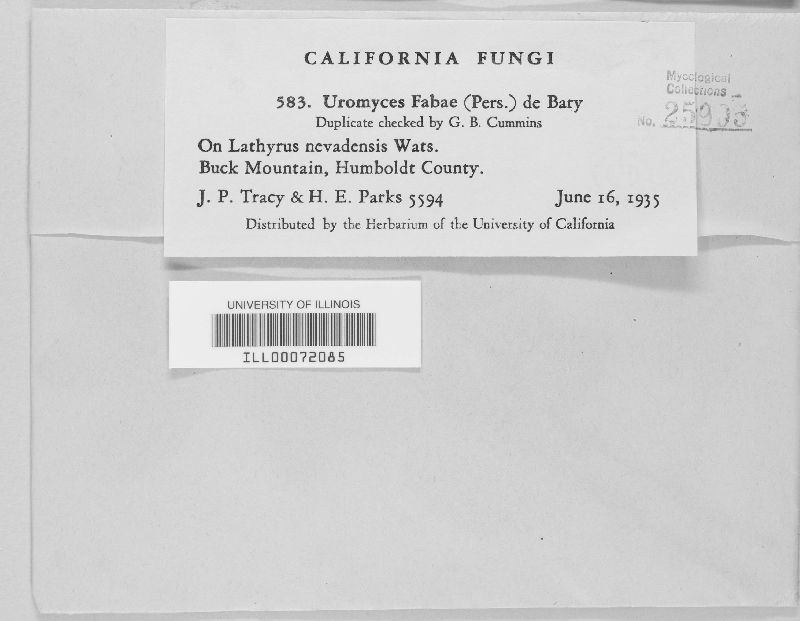 CALIFORNIA FUNGI
583. Uromyces Fabae (Pers.) de Bary
Duplicate checked by G. B. Cummins
Mycological
Collections
No.
On Lathyrus nevadensis Wats.
Buck Mountain, Humboldt County.
J. P. Tracy & H. E. Parks 5594 June 16, 1935
Distributed by the Herbarium of the University of California
UNIVERSITY OF ILLINOIS
ILL00072085